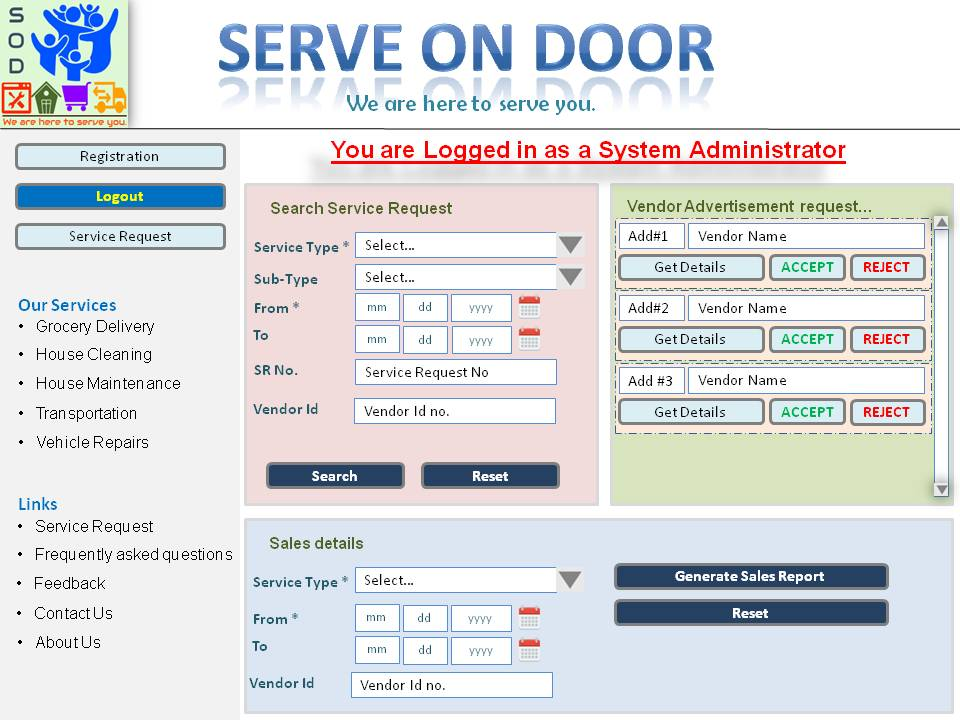 S
O
D
We are here to serve you.
SERVE ON DOOR
We are here to serve you.
You are Logged in as a System Administrator
Registration
Logout
Service Request
Our Services
• Grocery Delivery
• House Cleaning
• House Maintenance
• Transportation
• Vehicle Repairs
Links
• Service Request
• Frequently asked questions
• Feedback
• Contact Us
• About Us
Search Service Request
Service Type * Select...
Sub-Type Select...
From * mm dd yyyy
To mm dd yyyy
SR No. Service Request No
Vendor Id Vendor Id no.
Search Reset
Vendor Advertisement request...
Add#1 Vendor Name
Get Details ACCEPT REJECT
Add#2 Vendor Name
Get Details ACCEPT REJECT
Add #3 Vendor Name
Get Details ACCEPT REJECT
Sales details
Service Type * Select...
From * mm dd yyyy
To mm dd yyyy
Vendor Id Vendor Id no.
Generate Sales Report
Reset